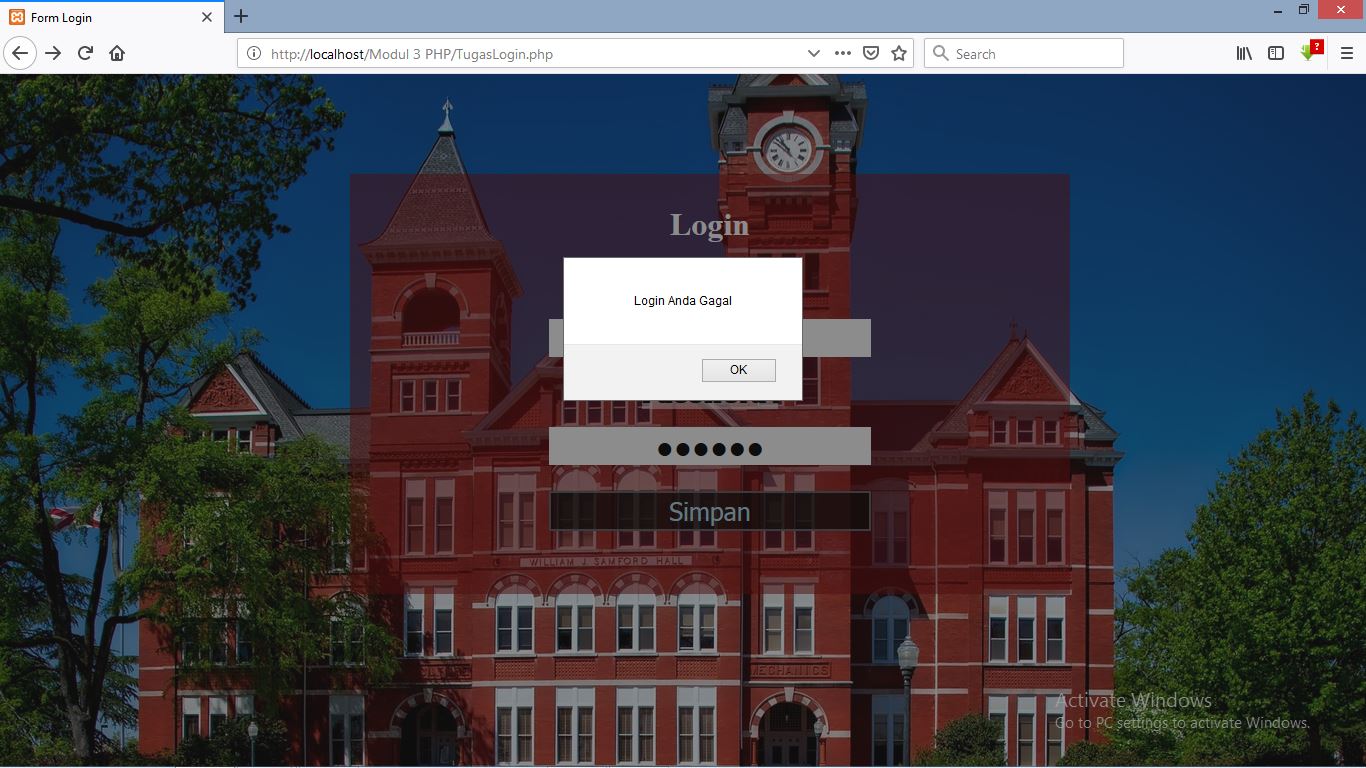 Form Login
http://localhost/Modul 3 PHP/TugasLogin.php
Search
?
Login
Login Anda Gagal
OK
Simpan
WILLIAM J. SAMFORD HALL
MECHANICS
Activate Windows
Go to PC settings to activate Windows.